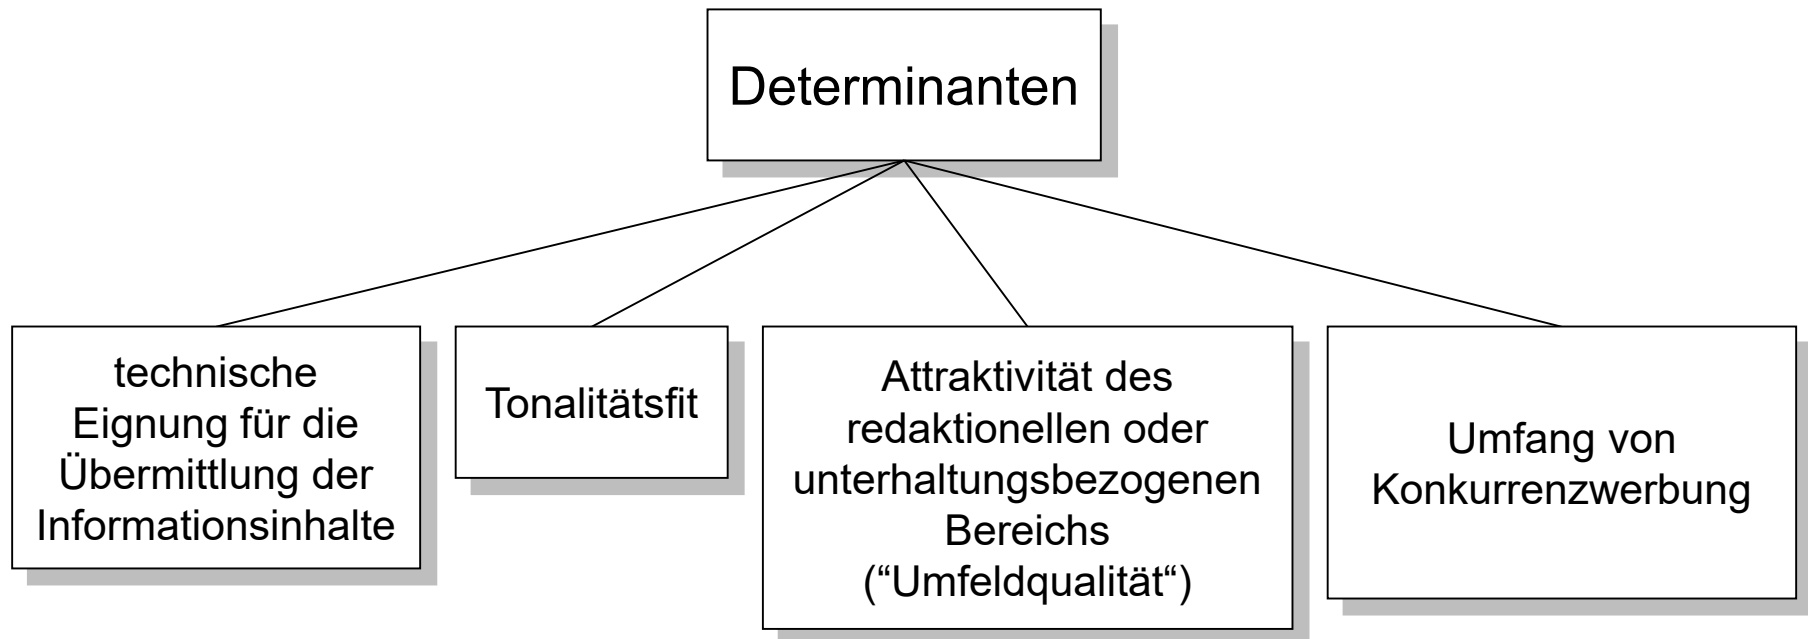 Determinanten
technische
Eignung für die
Übermittlung der
Informationsinhalte
Tonalitätsfit
Attraktivität des
redaktionellen oder
unterhaltungsbezogenen
Bereichs
(“Umfeldqualität“)
Umfang von
Konkurrenzwerbung